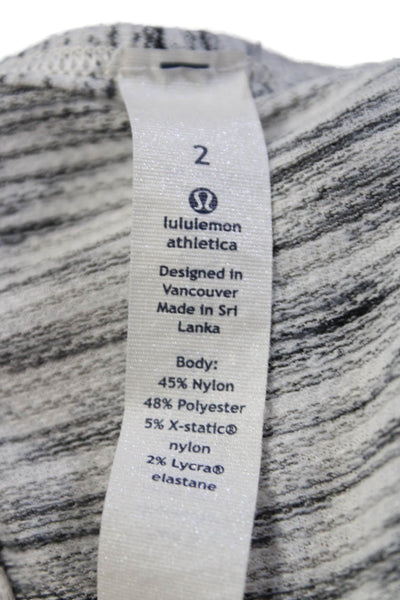 2
lululemon
athletica
Designed in
Vancouver
Made in Sri
Lanka
Body:
45% Nylon
48% Polyester
5% X-static®
nylon
2% Lycra®
elastane